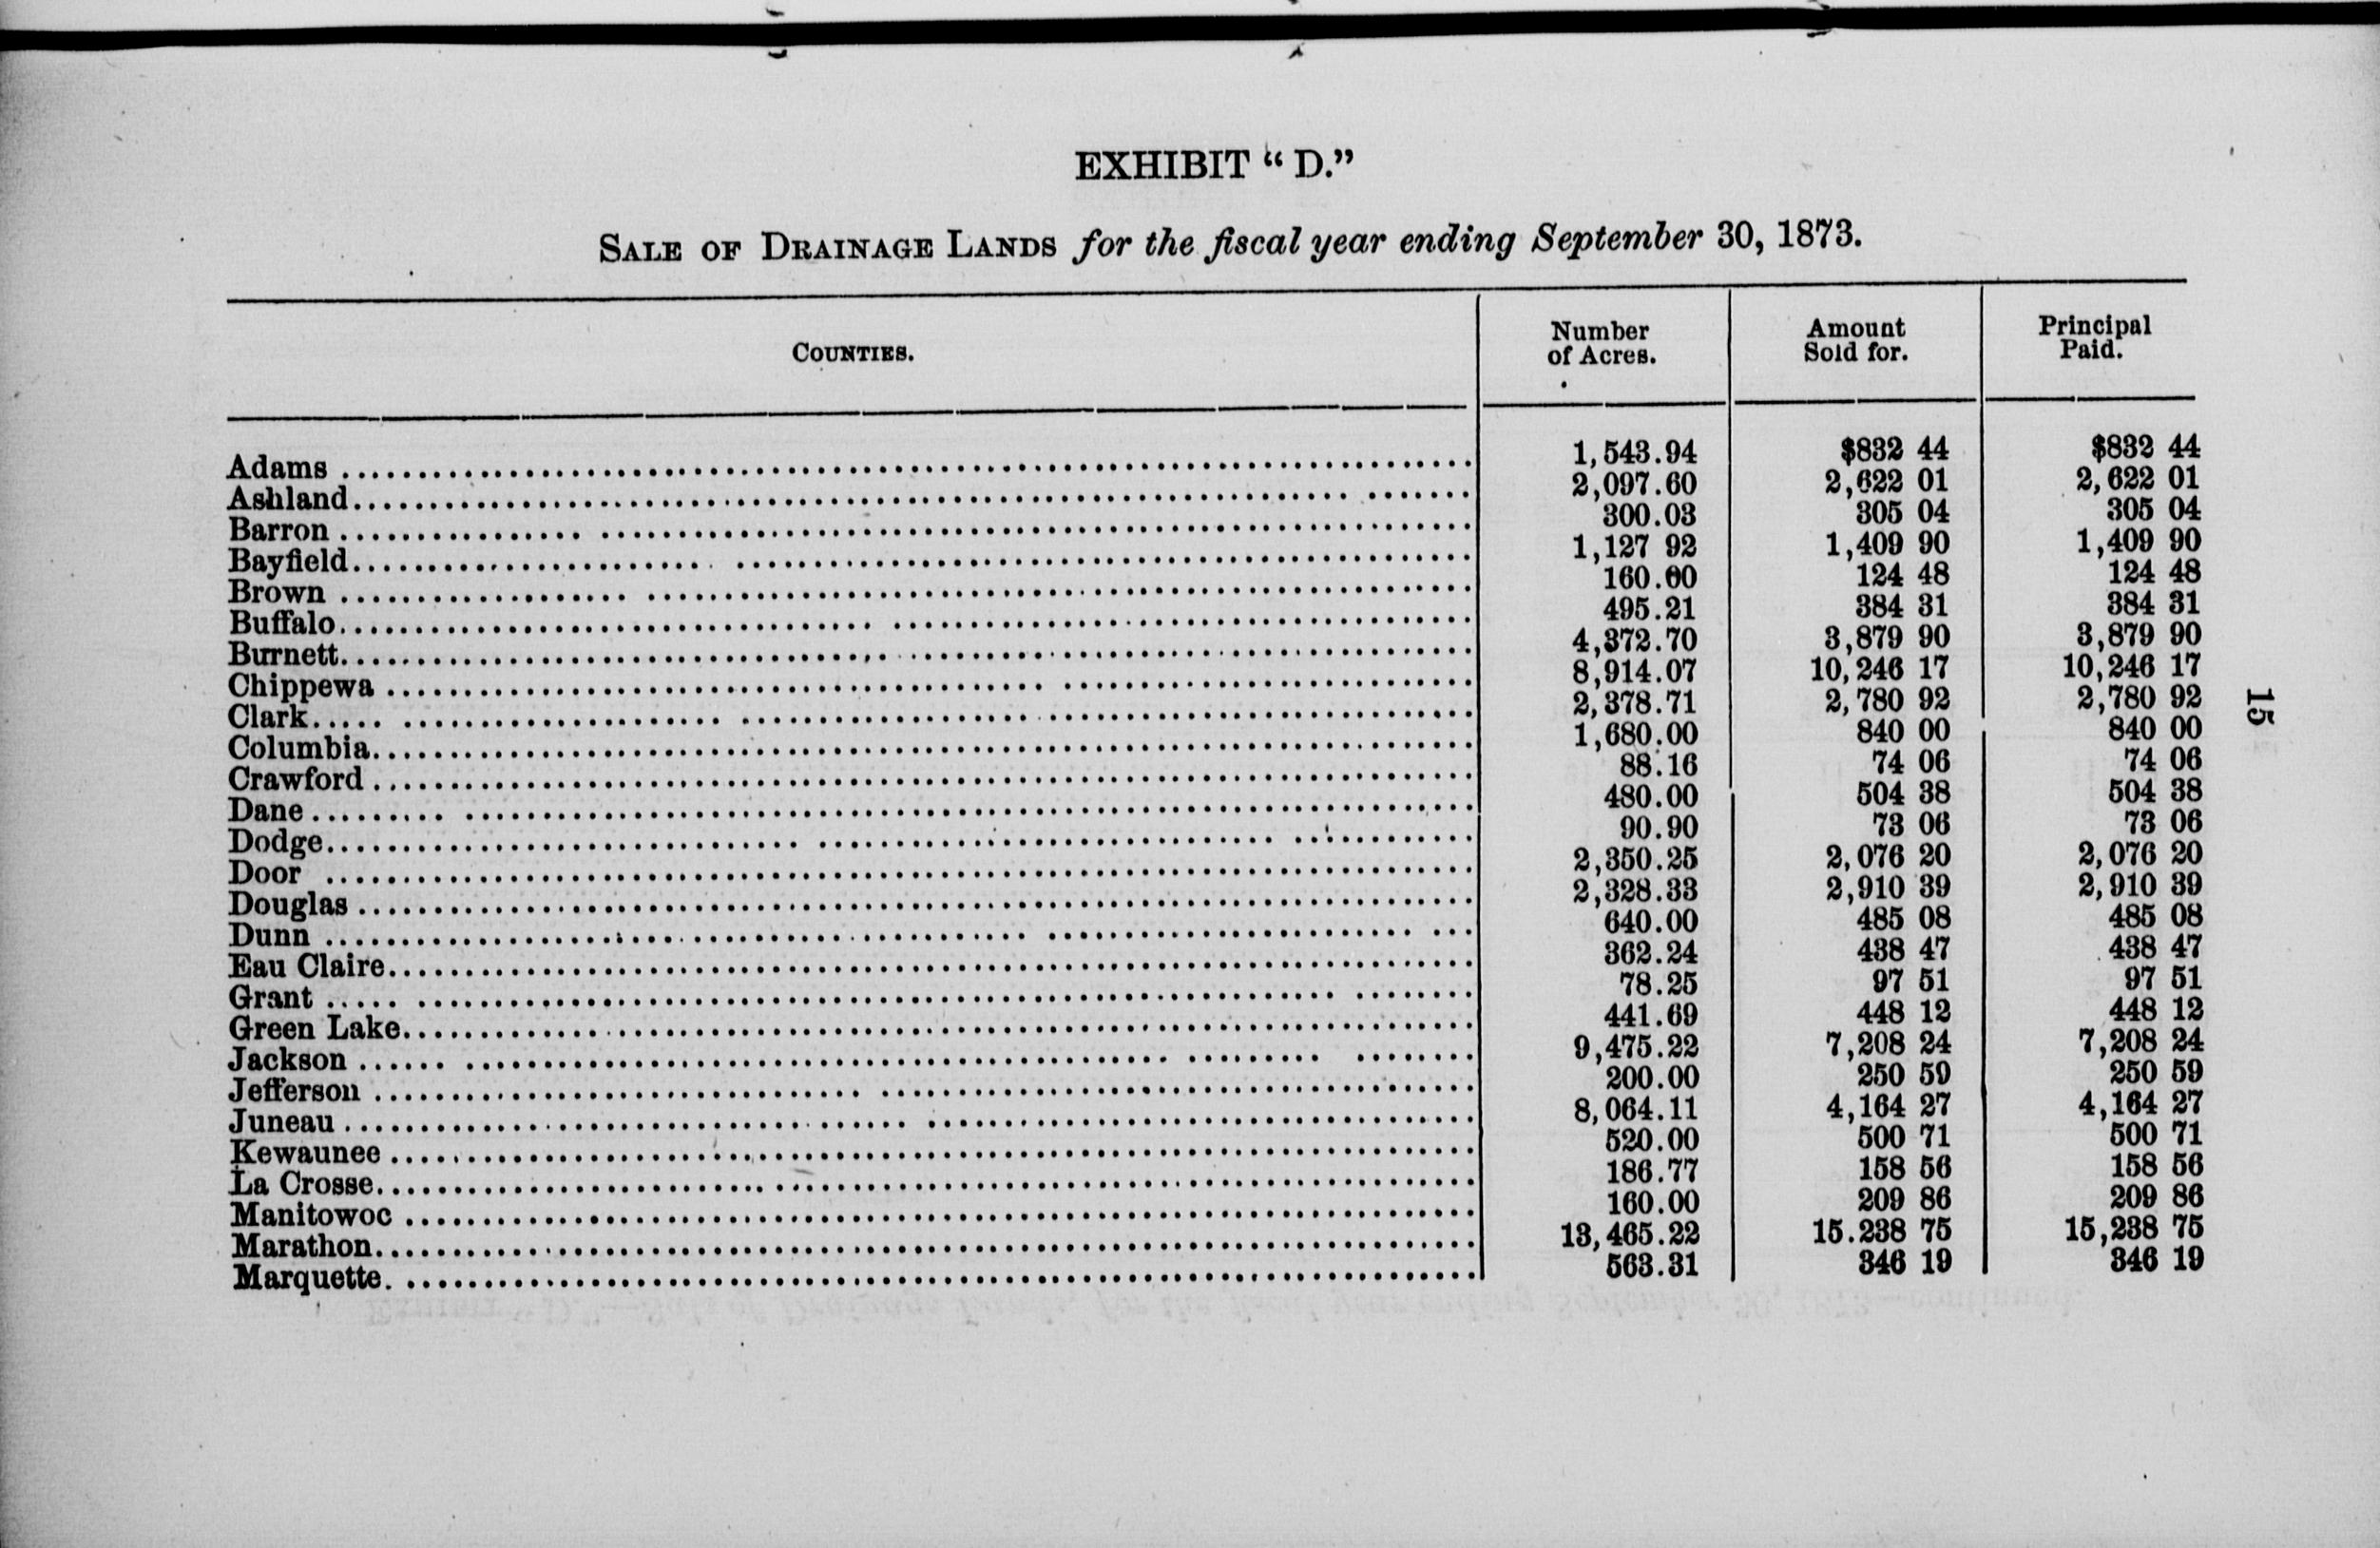 EXHIBIT “D.”
SALE OF DRAINAGE LANDS for the fiscal year ending September 30, 1873.
COUNTIES. Number of Acres. Amount Sold for. Principal Paid.
Adams 1,543.94 $832 44 $832 44
Ashland 2,097.60 2,622 01 2,622 01
Barron 300.03 305 04 305 04
Bayfield 1,127 92 1,409 90 1,409 90
Brown 160.00 124 48 124 48
Buffalo 495.21 384 31 384 31
Burnett 4,372.70 3,879 90 3,879 90
Chippewa 8,914.07 10,246 17 10,246 17
Clark 2,378.71 2,780 92 2,780 92
Columbia 1,680.00 840 00 840 00
Crawford 88.16 74 06 74 06
Dane 480.00 504 38 504 38
Dodge 90.90 73 06 73 06
Door 2,350.25 2,076 20 2,076 20
Douglas 2,328.33 2,910 39 2,910 39
Dunn 640.00 485 08 485 08
Eau Claire 362.24 438 47 438 47
Grant 78.25 97 51 97 51
Green Lake 441.69 448 12 448 12
Jackson 9,475.22 7,208 24 7,208 24
Jefferson 200.00 250 59 250 59
Juneau 8,064.11 4,164 27 4,164 27
Kewaunee 520.00 500 71 500 71
La Crosse 186.77 158 56 158 56
Manitowoc 160.00 209 86 209 86
Marathon 13,465.22 15.238 75 15,238 75
Marquette 563.31 346 19 346 19
15